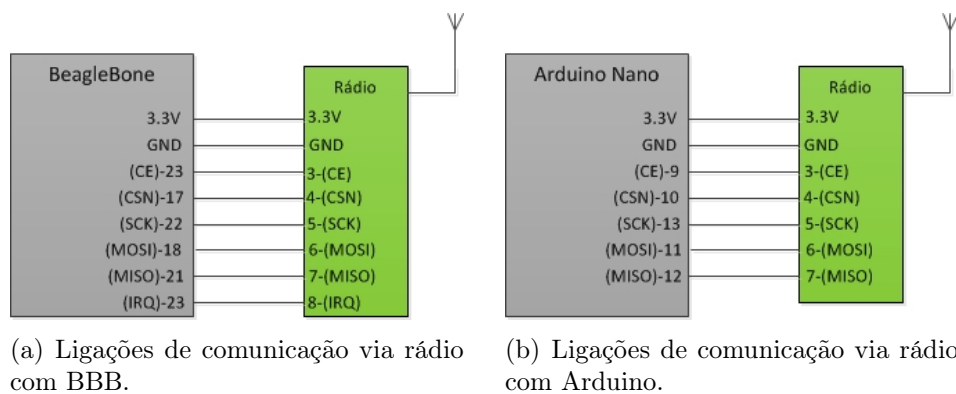 BeagleBone
Rádio
3.3V
3.3V
GND
GND
(CE)-23
3-(CE)
(CSN)-17
4-(CSN)
(SCK)-22
5-(SCK)
(MOSI)-18
6-(MOSI)
(MISO)-21
7-(MISO)
(IRQ)-23
8-(IRQ)
(a) Ligações de comunicação via rádio
com BBB.
Arduino Nano
Rádio
3.3V
3.3V
GND
GND
(CE)-9
3-(CE)
(CSN)-10
4-(CSN)
(SCK)-13
5-(SCK)
(MOSI)-11
6-(MOSI)
(MISO)-12
7-(MISO)
(b) Ligações de comunicação via rádio
com Arduino.